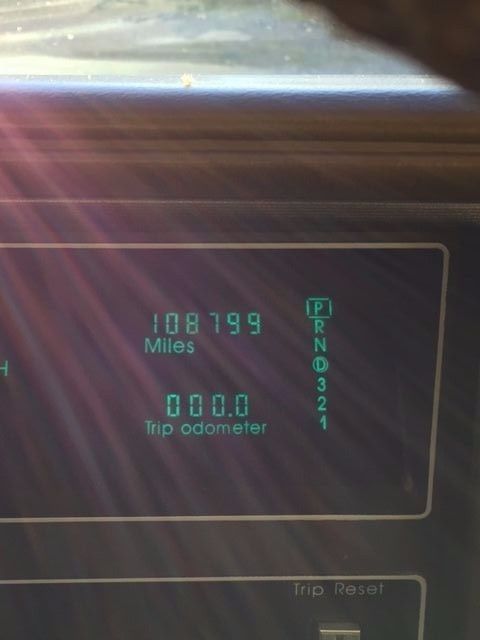 108799
Miles
P
R
N
D
3
2
1
H
000.0
Trip odometer
Trip Reset